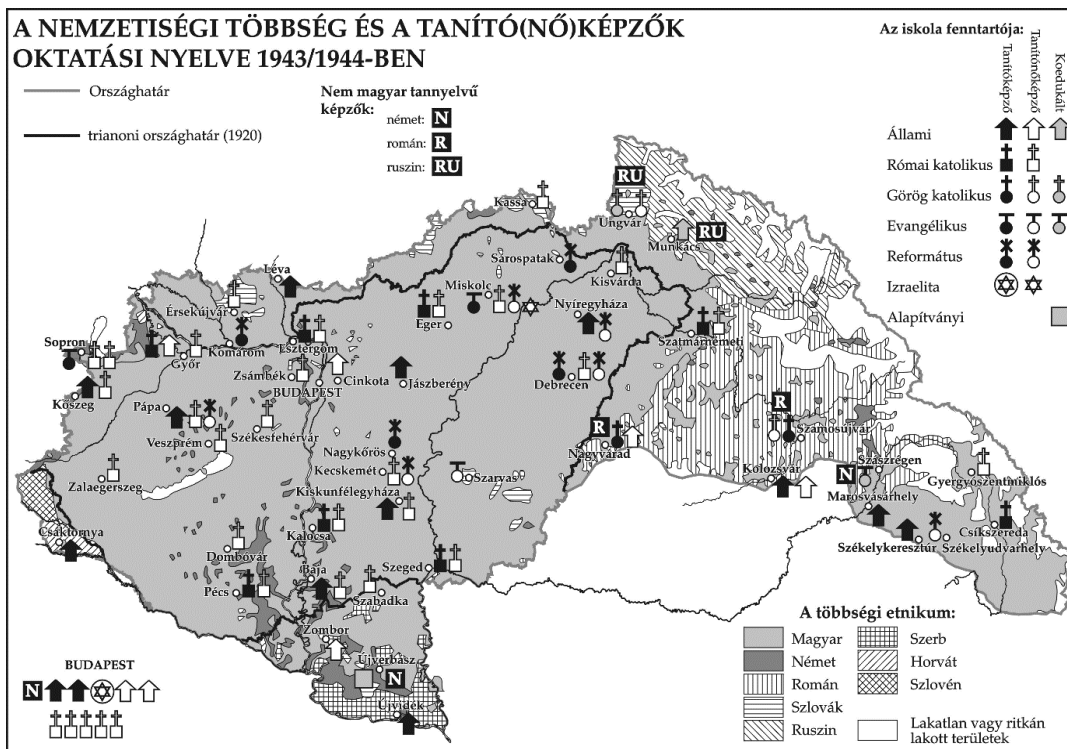 A NEMZETISÉGI TÖBBSÉG ÉS A TANÍTÓ(NŐ)KÉPZŐK
OKTATÁSI NYELVE 1943/1944-BEN
Országhatár
trianoni országhatár (1920)
Nem magyar tannyelvű
képzők:
német: N
román: R
ruszin: RU
Az iskola fenntartója:
Tanítóképző
Tanítónőképző
Koedukált
Állami
Római katolikus
Görög katolikus
Evangélikus
Református
Izraelita
Alapítványi
RU
Kassa
Ungvár
RU
Munkács
Sárospatak
Léva
Kisvárda
Miskolc
Érsekújvár
Nyíregyháza
Eger
Sopron
Komárom
Esztergom
Szatmárnémeti
Győr
Zsámbék
Cinkota
Jászberény
Debrecen
BUDAPEST
Kőszeg
Pápa
R
Székesfehérvár
R
Szamosújvár
Veszprém
Nagykőrös
Nagyvárad
Kecskemét
Szarvas
Kolozsvár
N
Szászrégen
Zalaegerszeg
Gyergyószentmiklós
Kiskunfélegyháza
Marosvásárhely
Csáktornya
Kalocsa
Csíkszereda
Dombóvár
Székelykeresztúr
Székelyudvarhely
Szeged
Baja
Pécs
Szabadka
Zombor
Újverbász
N
Újvidék
BUDAPEST
N
A többségi etnikum:
Magyar
Német
Román
Szlovák
Ruszin
Szerb
Horvát
Szlovén
Lakatlan vagy ritkán
lakott területek